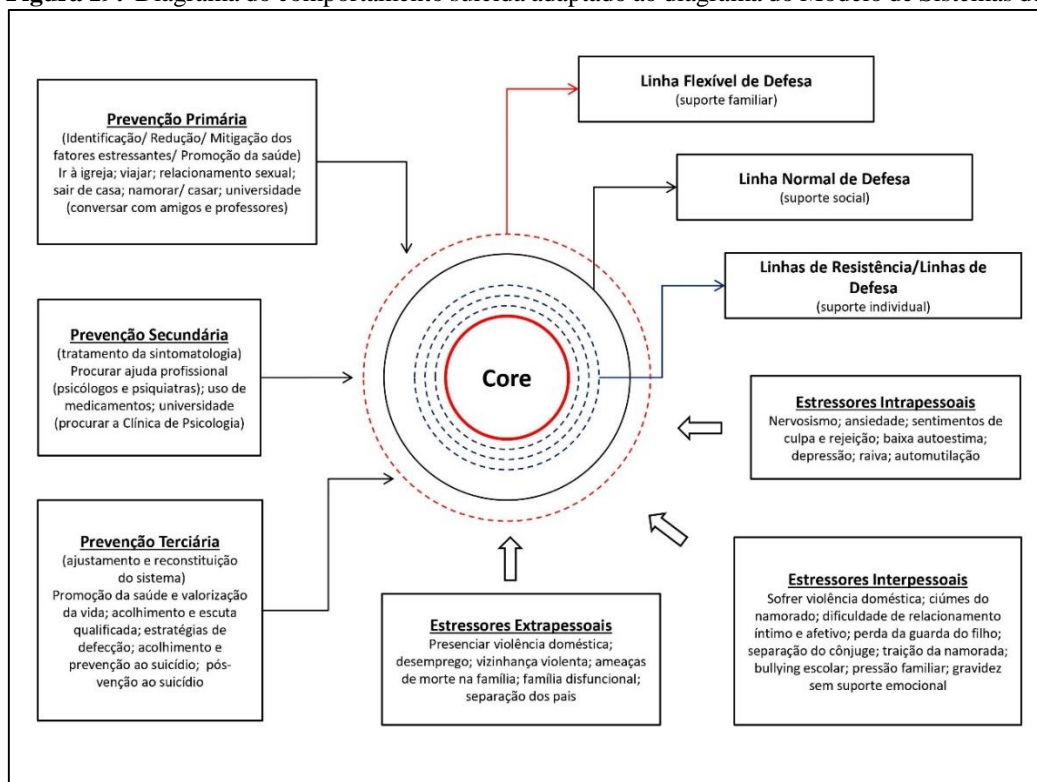 Figura 19: Diagrama do comportamento suicida adaptado ao diagrama do Modelo de Sistemas de
Prevenção Primária
(Identificação/ Redução/ Mitigação dos
fatores estressantes/ Promoção da saúde)
Ir à igreja; viajar; relacionamento sexual;
sair de casa; namorar/ casar; universidade
(conversar com amigos e professores)
Linha Flexível de Defesa
(suporte familiar)
Linha Normal de Defesa
(suporte social)
Linhas de Resistência/Linhas de
Defesa
(suporte individual)
Prevenção Secundária
(tratamento da sintomatologia)
Procurar ajuda profissional
(psicólogos e psiquiatras); uso de
medicamentos; universidade
(procurar a Clínica de Psicologia)
Core
Estressores Intrapessoais
Nervosismo; ansiedade; sentimentos de
culpa e rejeição; baixa autoestima;
depressão; raiva; automutilação
Prevenção Terciária
(ajustamento e reconstituição
do sistema)
Promoção da saúde e valorização
da vida; acolhimento e escuta
qualificada; estratégias de
defecção; acolhimento e
prevenção ao suicídio; pós-
venção ao suicídio
Estressores Extrapessoais
Presenciar violência doméstica;
desemprego; vizinhança violenta; ameaças
de morte na família; família disfuncional;
separação dos pais
Estressores Interpessoais
Sofrer violência doméstica; ciúmes do
namorado; dificuldade de relacionamento
íntimo e afetivo; perda da guarda do filho;
separação do cônjuge; traição da namorada;
bullying escolar; pressão familiar; gravidez
sem suporte emocional